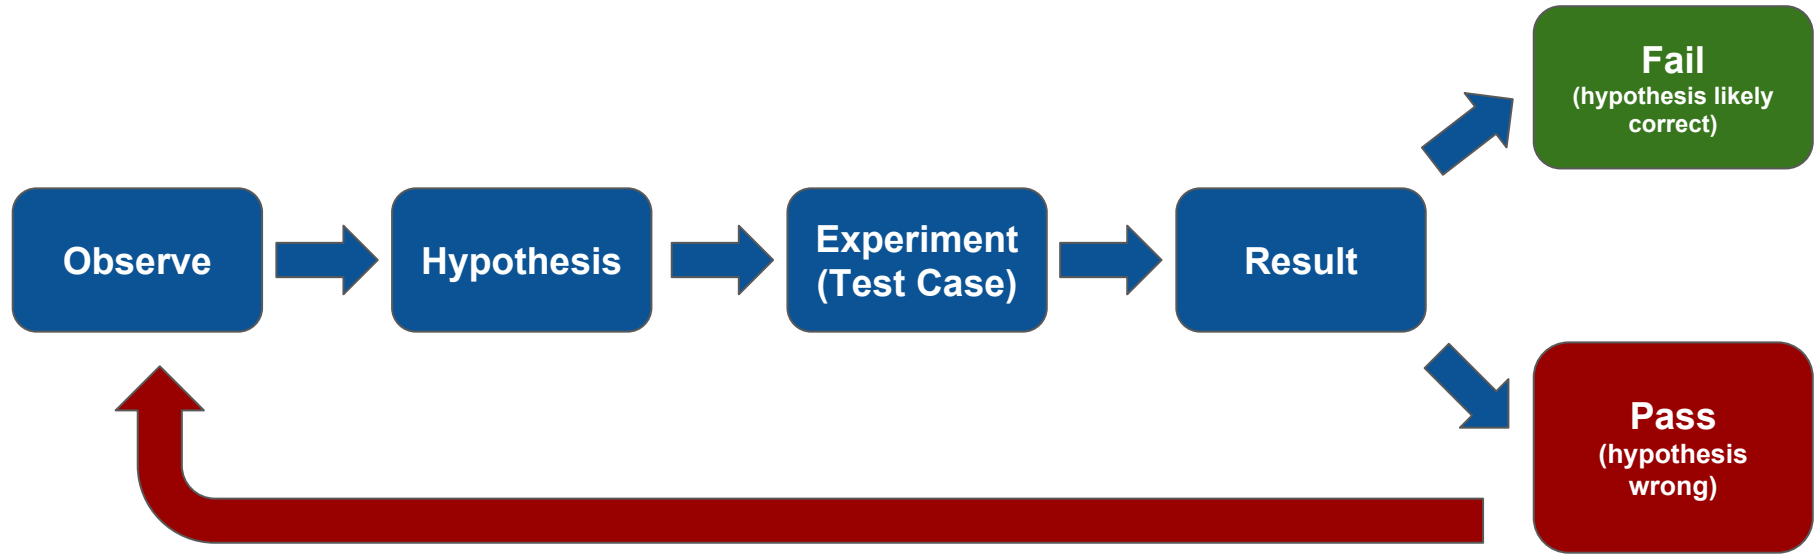 Observe
Hypothesis
Experiment
(Test Case)
Result
Fail
(hypothesis likely
correct)
Pass
(hypothesis
wrong)